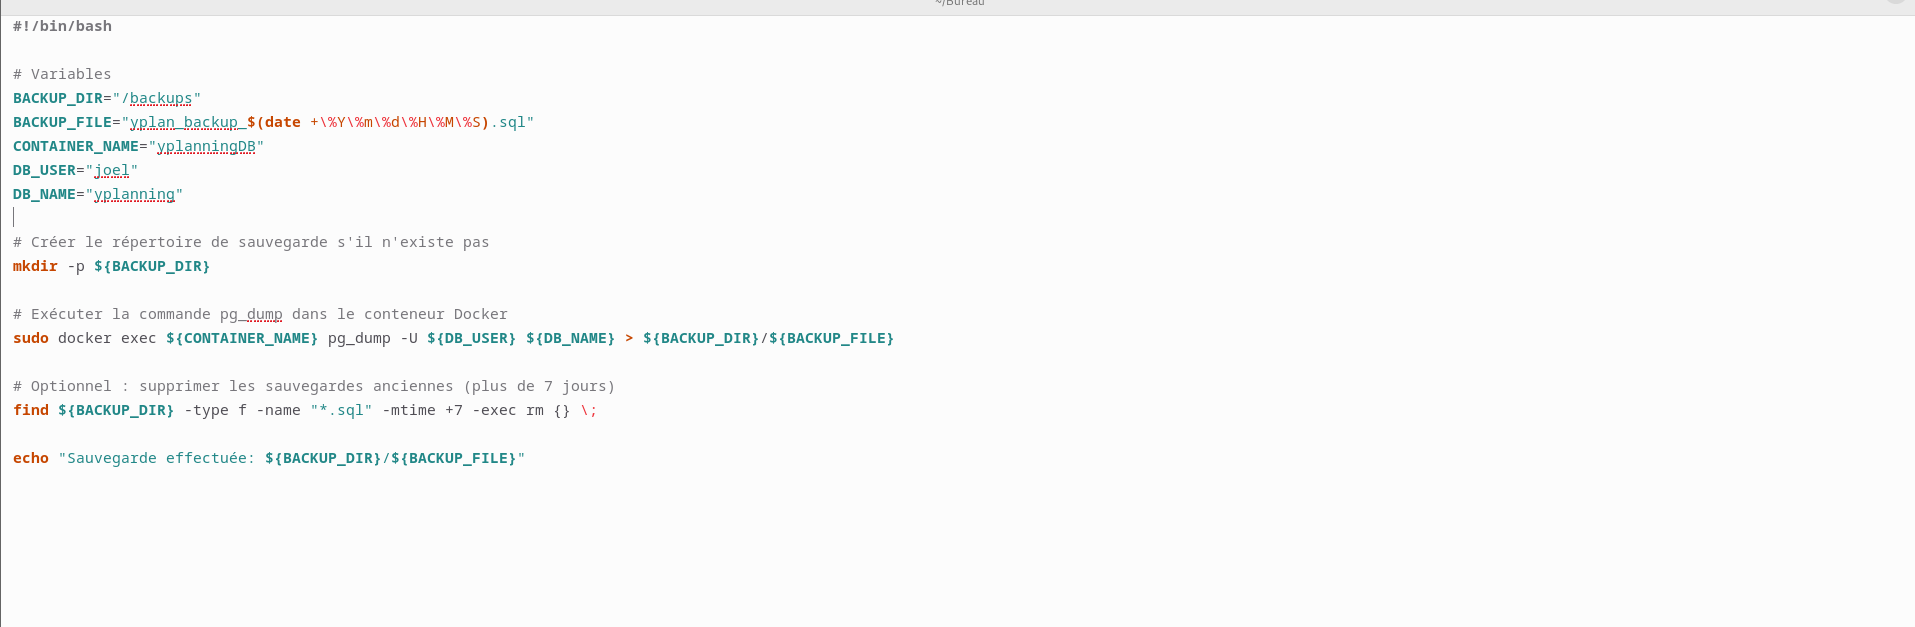 ~/Bureau
#!/bin/bash
# Variables
BACKUP_DIR="/backups"
BACKUP_FILE="yplan_backup_$(date +\%Y\%m\%d\%H\%M\%S).sql"
CONTAINER_NAME="yplanningDB"
DB_USER="joel"
DB_NAME="yplanning"
# Créer le répertoire de sauvegarde s'il n'existe pas
mkdir -p ${BACKUP_DIR}
# Exécuter la commande pg_dump dans le conteneur Docker
sudo docker exec ${CONTAINER_NAME} pg_dump -U ${DB_USER} ${DB_NAME} > ${BACKUP_DIR}/${BACKUP_FILE}
# Optionnel : supprimer les sauvegardes anciennes (plus de 7 jours)
find ${BACKUP_DIR} -type f -name "*.sql" -mtime +7 -exec rm {} \;
echo "Sauvegarde effectuée: ${BACKUP_DIR}/${BACKUP_FILE}"